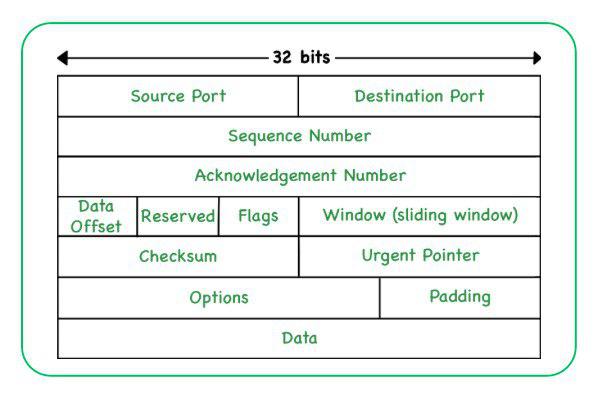 32 bits
Source Port
Destination Port
Sequence Number
Acknowledgement Number
Data
Offset
Reserved
Flags
Window (sliding window)
Checksum
Urgent Pointer
Options
Padding
Data